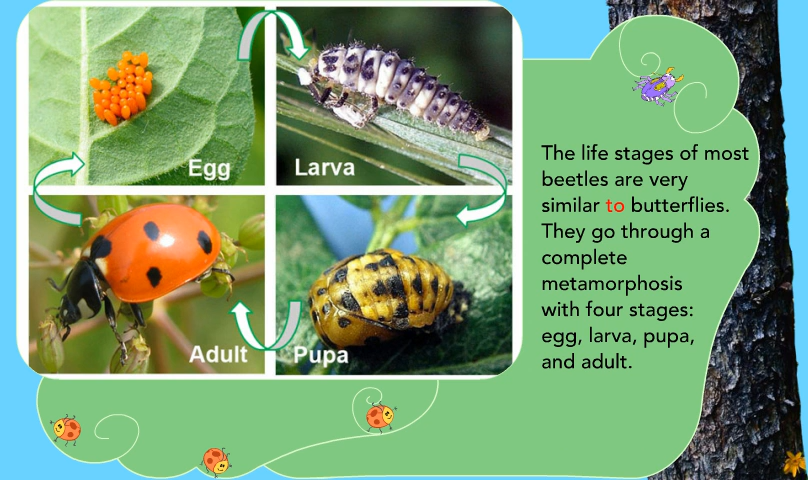 Egg
Larva
Adult
Pupa
The life stages of most
beetles are very
similar to butterflies.
They go through a
complete
metamorphosis
with four stages:
egg, larva, pupa,
and adult.